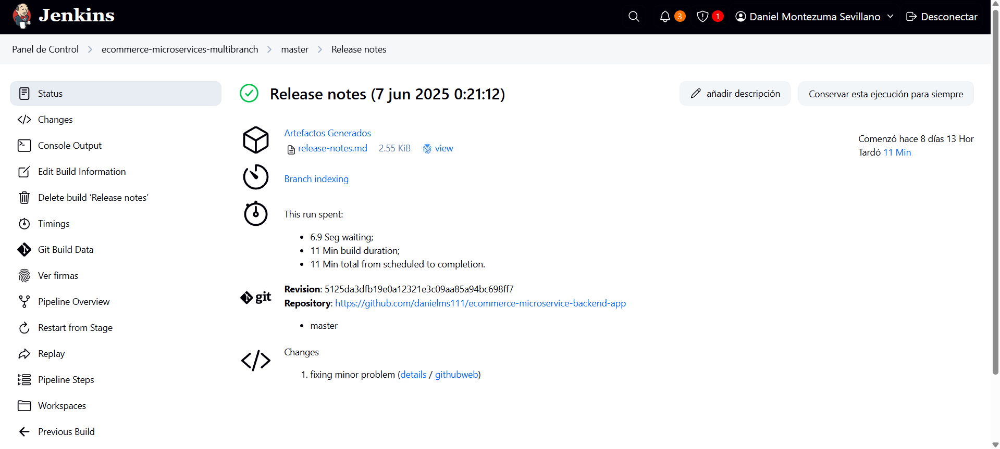 Jenkins
3
1
Daniel Montezuma Sevillano
Desconectar
Panel de Control
ecommerce-microservices-multibranch
master
Release notes
Status
Changes
Console Output
Edit Build Information
Delete build ‘Release notes’
Timings
Git Build Data
Ver firmas
Pipeline Overview
Restart from Stage
Replay
Pipeline Steps
Workspaces
Previous Build
Release notes (7 jun 2025 0:21:12)
añadir descripción
Conservar esta ejecución para siempre
Comenzó hace 8 días 13 Hor
Tardó 11 Min
Artefactos Generados
release-notes.md 2.55 KiB view
Branch indexing
This run spent:
• 6.9 Seg waiting;
• 11 Min build duration;
• 11 Min total from scheduled to completion.
git
Revision: 5125da3dfb19e0a12321e3c09aa85a94bc698ff7
Repository: https://github.com/danielms111/ecommerce-microservice-backend-app
• master
Changes
1. fixing minor problem (details / githubweb)